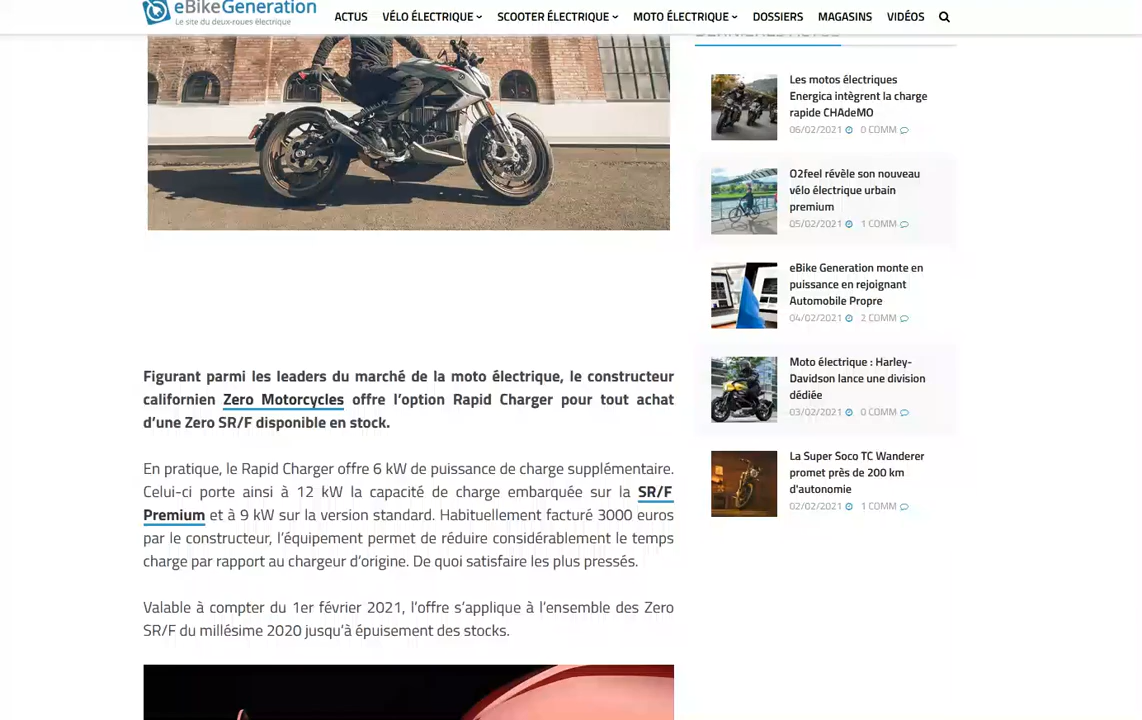 eBikeGeneration
Le site du deux-roues électrique
ACTUS
VÉLO ÉLECTRIQUE
SCOOTER ÉLECTRIQUE
MOTO ÉLECTRIQUE
DOSSIERS
MAGASINS
VIDÉOS
Figurant parmi les leaders du marché de la moto électrique, le constructeur
californien Zero Motorcycles offre l’option Rapid Charger pour tout achat
d’une Zero SR/F disponible en stock.
En pratique, le Rapid Charger offre 6 kW de puissance de charge supplémentaire.
Celui-ci porte ainsi à 12 kW la capacité de charge embarquée sur la SR/F
Premium et à 9 kW sur la version standard. Habituellement facturé 3000 euros
par le constructeur, l’équipement permet de réduire considérablement le temps
charge par rapport au chargeur d’origine. De quoi satisfaire les plus pressés.
Valable à compter du 1er février 2021, l’offre s’applique à l’ensemble des Zero
SR/F du millésime 2020 jusqu’à épuisement des stocks.
Les motos électriques
Energica intègrent la charge
rapide CHAdeMO
06/02/2021 0 COMM
O2feel révèle son nouveau
vélo électrique urbain
premium
05/02/2021 1 COMM
eBike Generation monte en
puissance en rejoignant
Automobile Propre
04/02/2021 2 COMM
Moto électrique : Harley-
Davidson lance une division
dédiée
03/02/2021 0 COMM
La Super Soco TC Wanderer
promet près de 200 km
d'autonomie
02/02/2021 1 COMM